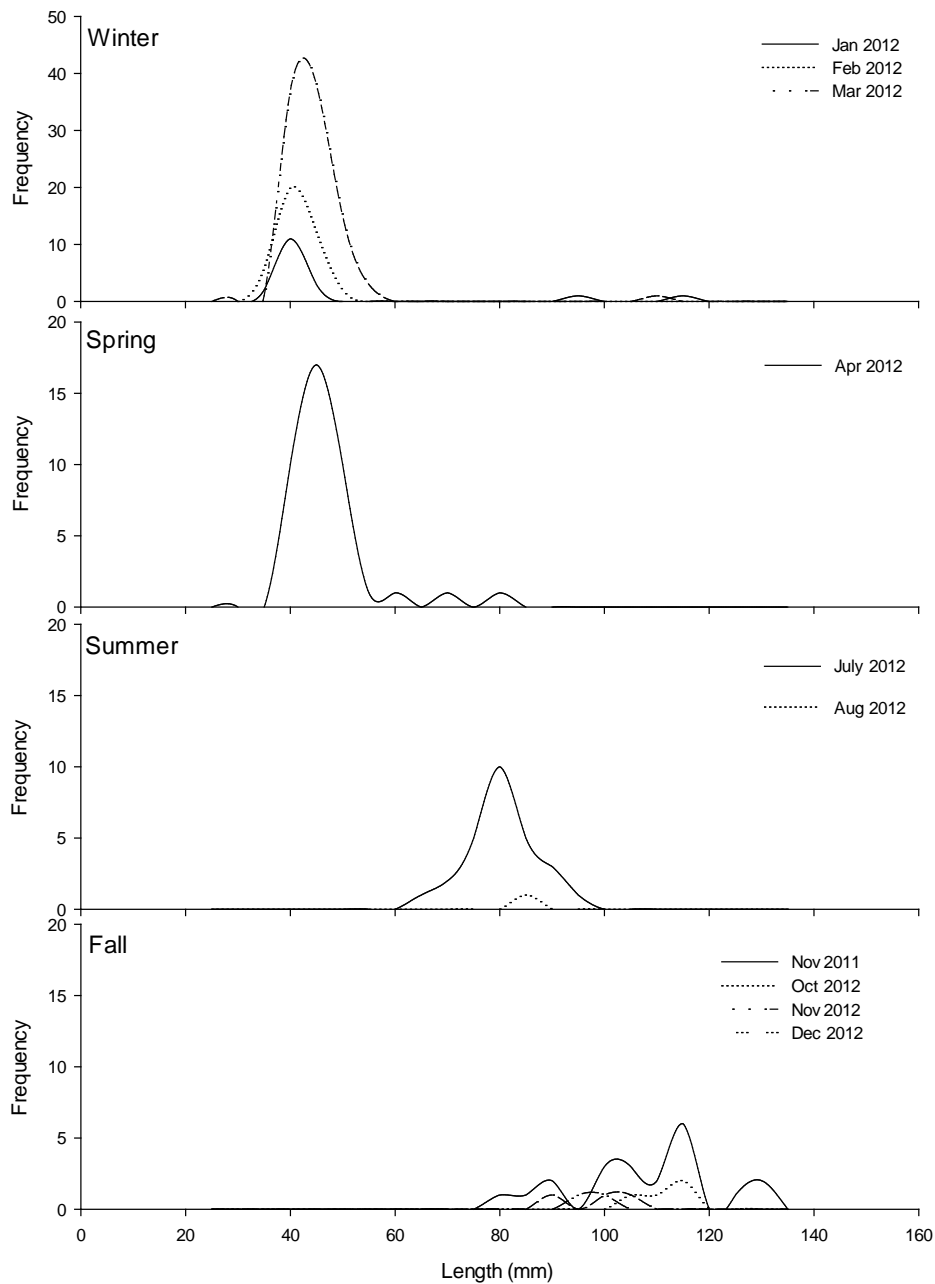 Winter
Jan 2012
Feb 2012
Mar 2012
Frequency
50
40
30
20
10
0
Spring
Apr 2012
Frequency
20
15
10
5
0
Summer
July 2012
Aug 2012
Frequency
20
15
10
5
0
Fall
Nov 2011
Oct 2012
Nov 2012
Dec 2012
Frequency
20
15
10
5
0
0 20 40 60 80 100 120 140 160
Length (mm)